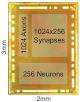 1024 Axons
1024x256
Synapses
256 Neurons
3mm
2mm